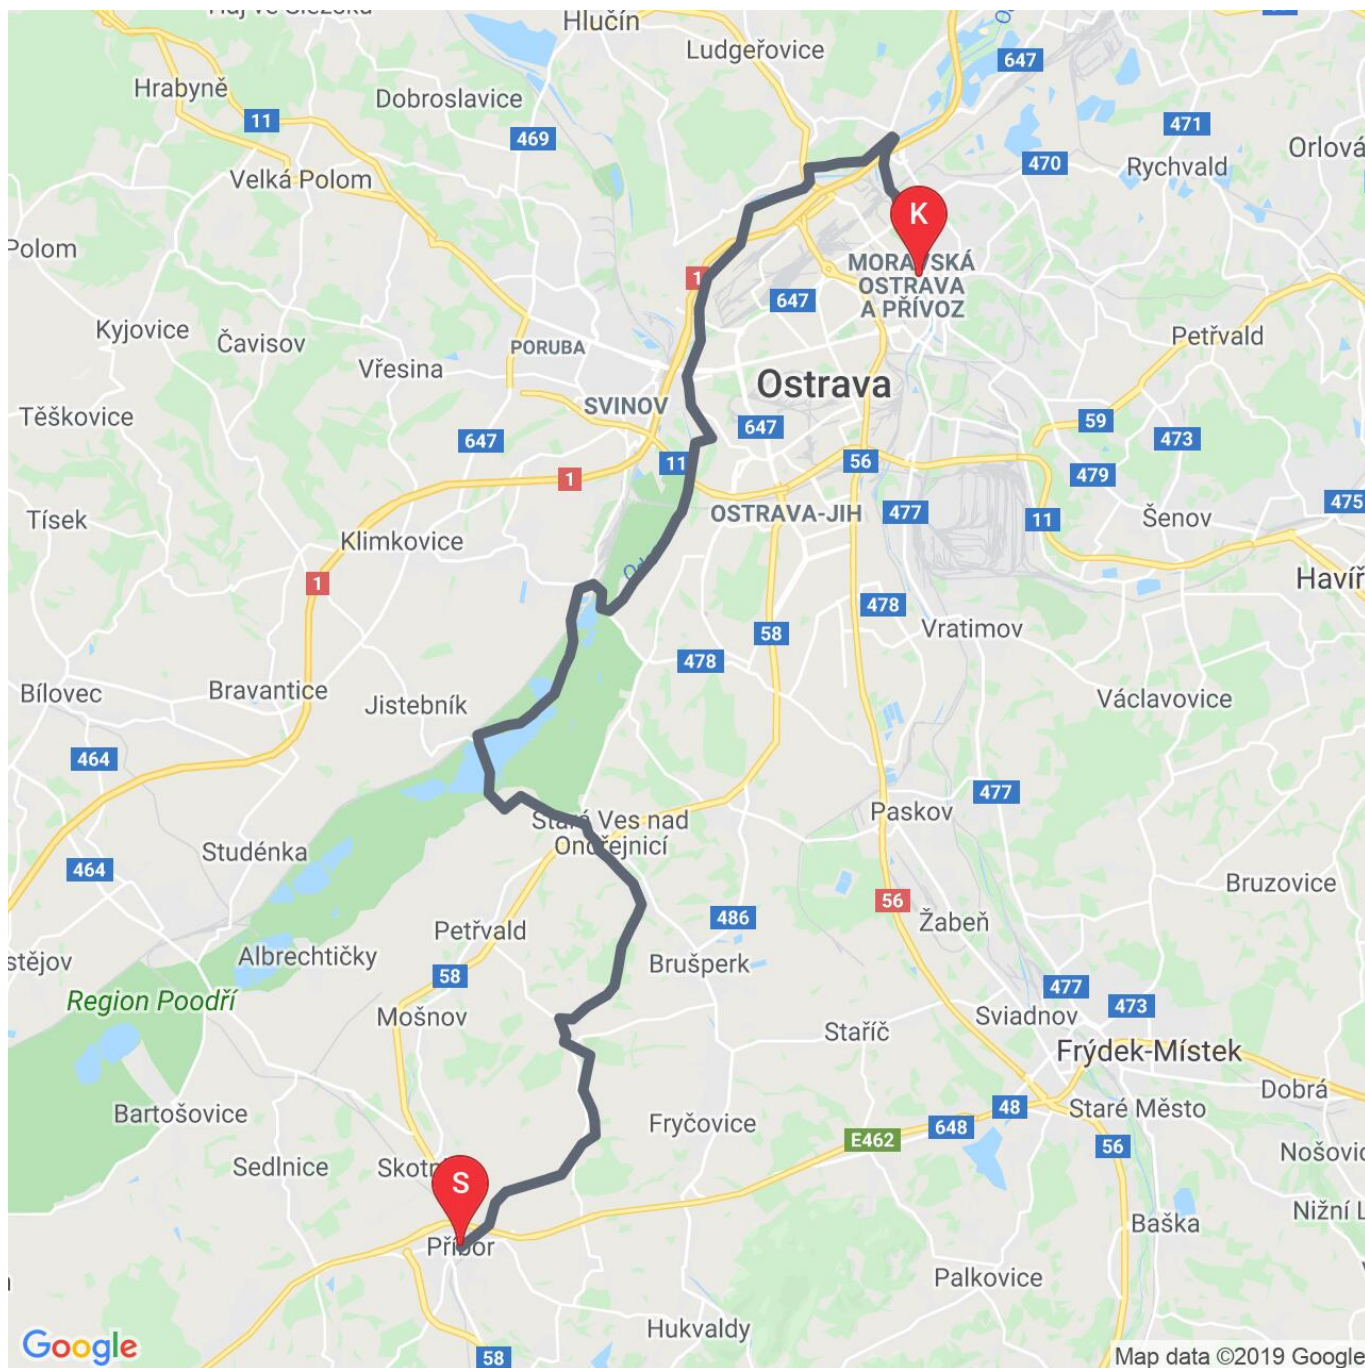 Háj ve Slezsku
Hlučín
Ludgeřovice
647
Hrabyně
Dobroslavice
11
469
471
470
Orlová
Rychvald
Velká Polom
K
Polom
MORAVSKÁ
OSTRAVA
A PŘÍVOZ
1
647
Kyjovice
Čavisov
PORUBA
Petřvald
Vřesina
Ostrava
Těškovice
SVINOV
647
59
473
647
11
56
1
479
475
Tísek
OSTRAVA-JIH
477
11
Šenov
Klimkovice
1
478
Vratimov
58
478
Bílovec
Bravantice
Jistebník
Václavovice
464
477
Paskov
Stará Ves nad
Ondřejnicí
Studénka
464
Bruzovice
56
486
Žabeň
Petřvald
Albrechtičky
Brušperk
58
Region Poodří
477
473
Mošnov
Sviadnov
Staříč
Frýdek-Místek
Dobrá
48
Staré Město
Bartošovice
Fryčovice
648
E462
56
Sedlnice
S
Baška
Příbor
Palkovice
Hukvaldy
58
Google
Map data ©2019 Google